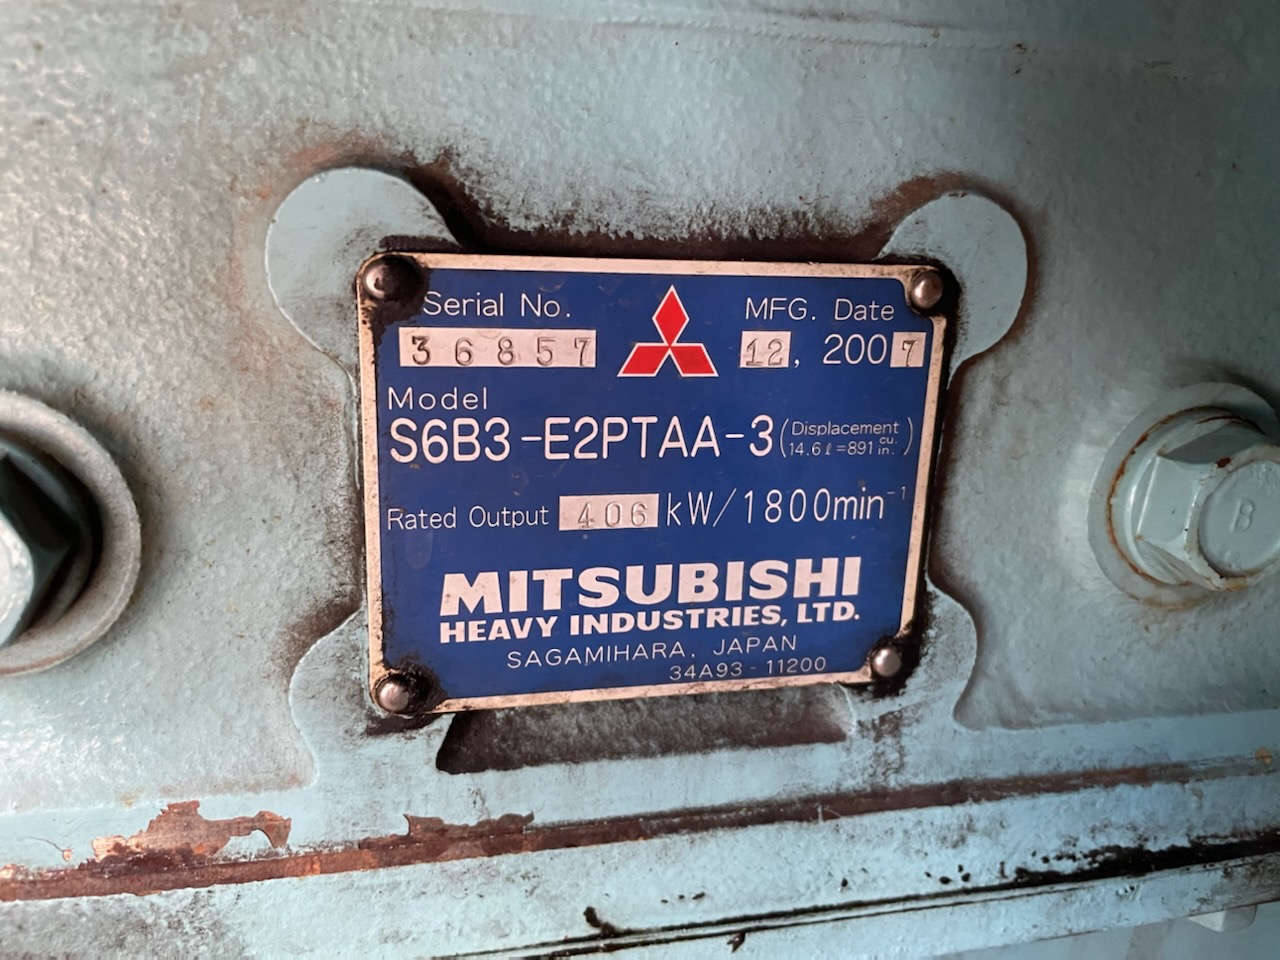 Serial No. MFG. Date
36857 12, 2007
Model
S6B3-E2PTAA-3 (Displacement 14.6ℓ=891 cu. in.)
Rated Output 406 kW/1800min⁻¹
MITSUBISHI
HEAVY INDUSTRIES, LTD.
SAGAMIHARA, JAPAN
34A93-11200
B